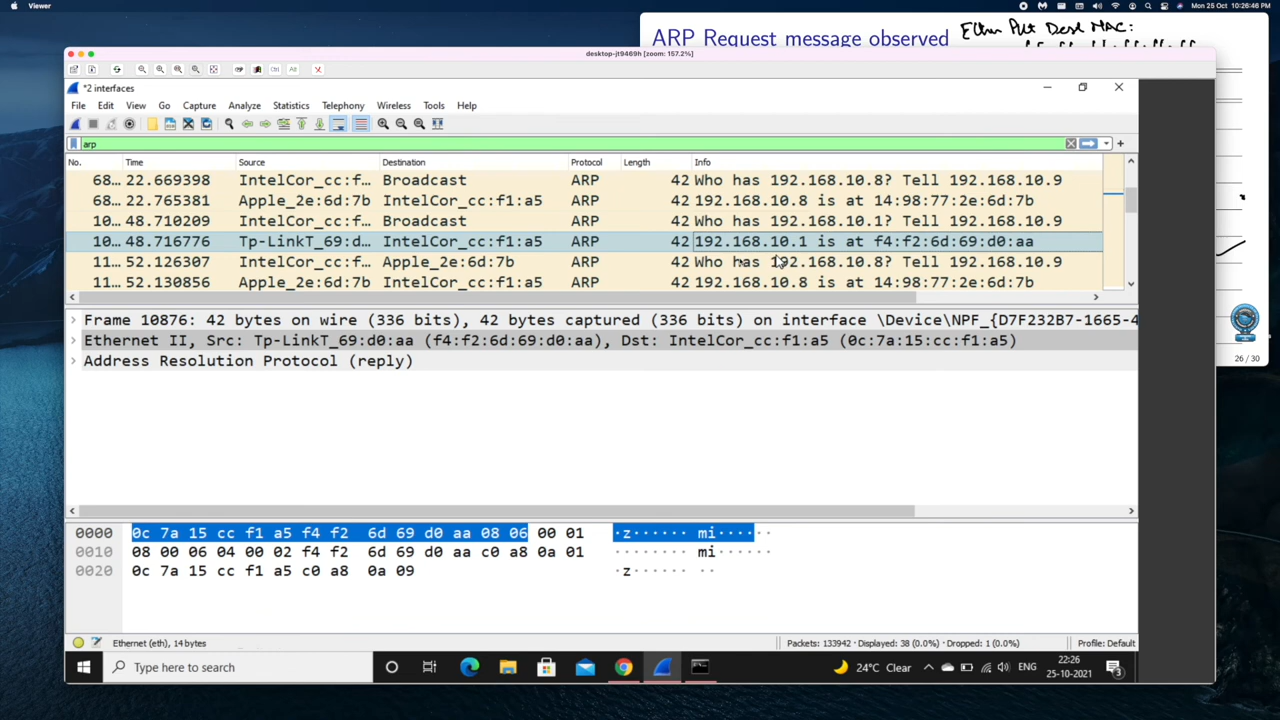 Viewer
Mon 25 Oct 10:26:46 PM
ARP Request message observed
Ethern Pkt Dest MAC:
desktop-jt9469h [zoom: 157.2%]
Ctrl
Alt
*2 interfaces
File Edit View Go Capture Analyze Statistics Telephony Wireless Tools Help
arp
No. Time Source Destination Protocol Length Info
68… 22.669398 IntelCor_cc:f… Broadcast ARP 42 Who has 192.168.10.8? Tell 192.168.10.9
68… 22.765381 Apple_2e:6d:7b IntelCor_cc:f1:a5 ARP 42 192.168.10.8 is at 14:98:77:2e:6d:7b
10… 48.710209 IntelCor_cc:f… Broadcast ARP 42 Who has 192.168.10.1? Tell 192.168.10.9
10… 48.716776 Tp-LinkT_69:d… IntelCor_cc:f1:a5 ARP 42 192.168.10.1 is at f4:f2:6d:69:d0:aa
11… 52.126307 IntelCor_cc:f… Apple_2e:6d:7b ARP 42 Who has 192.168.10.8? Tell 192.168.10.9
11… 52.130856 Apple_2e:6d:7b IntelCor_cc:f1:a5 ARP 42 192.168.10.8 is at 14:98:77:2e:6d:7b
Frame 10876: 42 bytes on wire (336 bits), 42 bytes captured (336 bits) on interface \Device\NPF_{D7F232B7-1665-4
Ethernet II, Src: Tp-LinkT_69:d0:aa (f4:f2:6d:69:d0:aa), Dst: IntelCor_cc:f1:a5 (0c:7a:15:cc:f1:a5)
Address Resolution Protocol (reply)
26 / 30
0000 0c 7a 15 cc f1 a5 f4 f2 6d 69 d0 aa 08 06 00 01 ·z······ mi······
0010 08 00 06 04 00 02 f4 f2 6d 69 d0 aa c0 a8 0a 01 ········ mi······
0020 0c 7a 15 cc f1 a5 c0 a8 0a 09 ·z······ ··
Ethernet (eth), 14 bytes
Packets: 133942 · Displayed: 38 (0.0%) · Dropped: 1 (0.0%)
Profile: Default
Type here to search
24°C Clear
ENG
22:26
25-10-2021
3